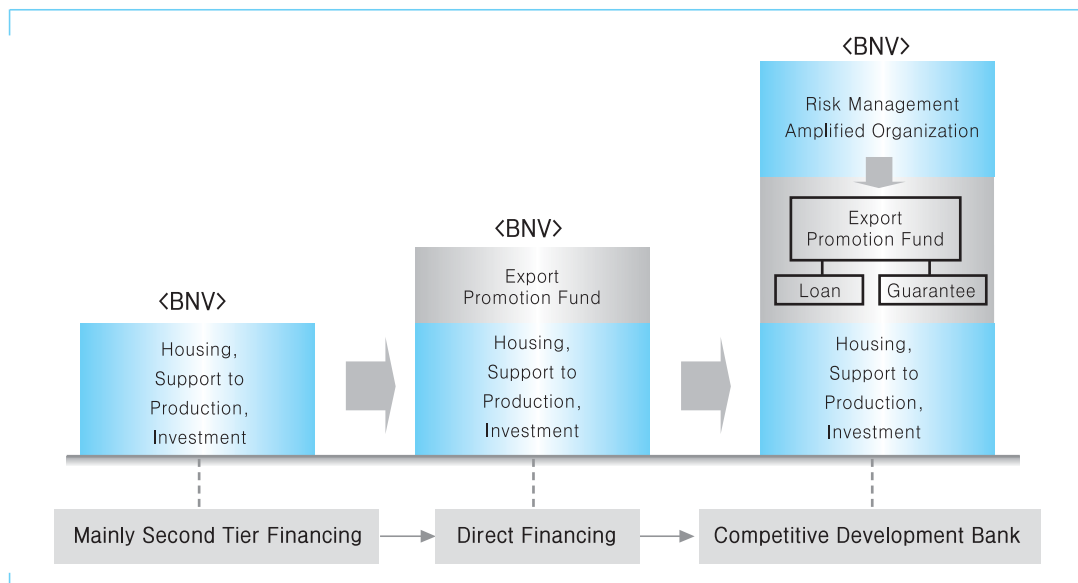 <BNV>
Housing,
Support to
Production,
Investment
<BNV>
Export
Promotion Fund
Housing,
Support to
Production,
Investment
<BNV>
Risk Management
Amplified Organization
Export
Promotion Fund
Loan
Guarantee
Housing,
Support to
Production,
Investment
Mainly Second Tier Financing
Direct Financing
Competitive Development Bank